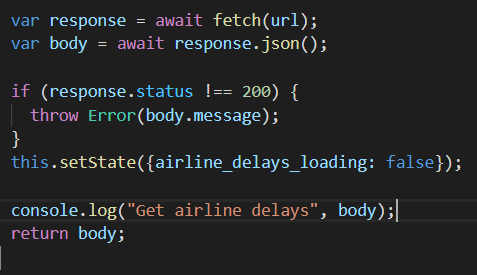 var response = await fetch(url);
var body = await response.json();
if (response.status !== 200) {
throw Error(body.message);
}
this.setState({airline_delays_loading: false});
console.log("Get airline delays", body);
return body;